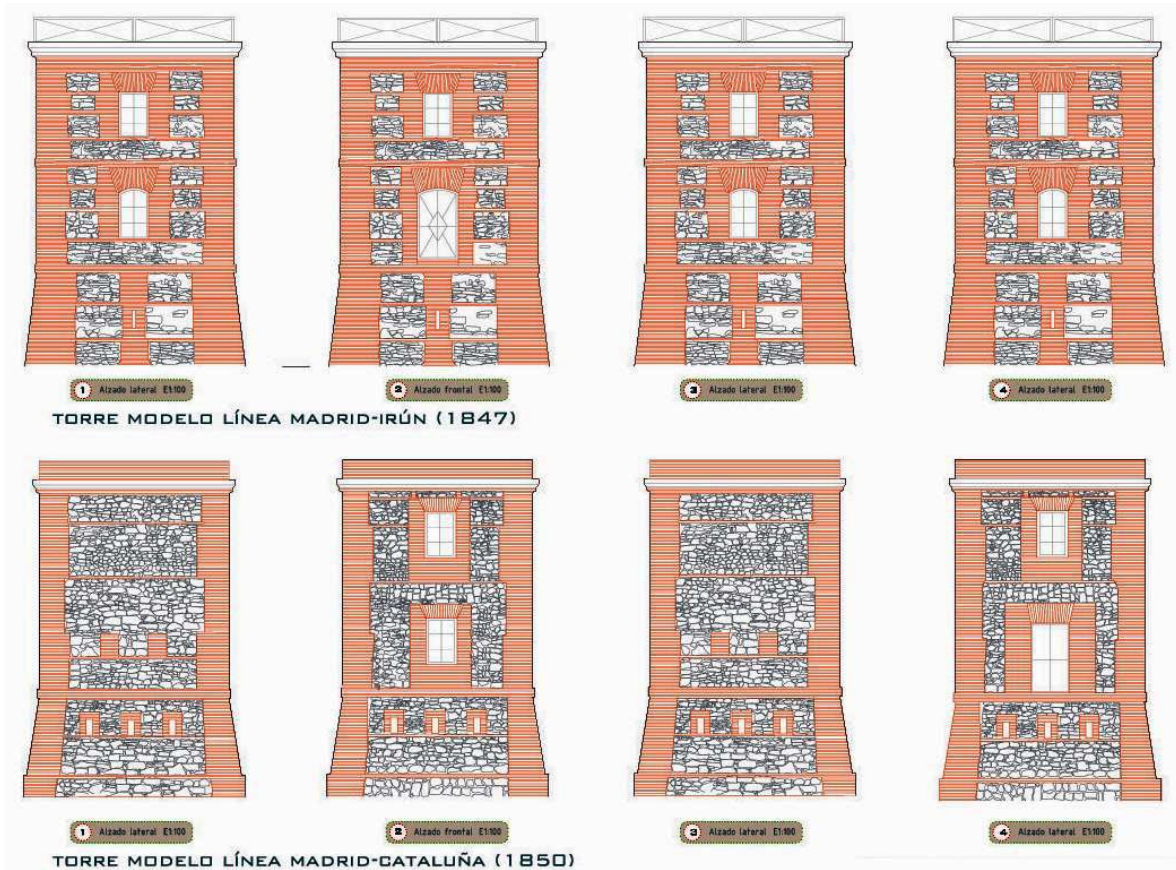 1 Alzado lateral E1:100
2 Alzado frontal E1:100
3 Alzado lateral E1:100
4 Alzado lateral E1:100
TORRE MODELO LÍNEA MADRID-IRÚN (1847)
1 Alzado lateral E1:100
2 Alzado frontal E1:100
3 Alzado lateral E1:100
4 Alzado lateral E1:100
TORRE MODELO LÍNEA MADRID-CATALUÑA (1850)